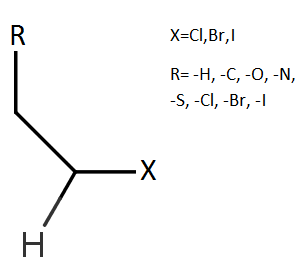 R
X=Cl,Br,I
R= -H, -C, -O, -N,
-S, -Cl, -Br, -I
X
H